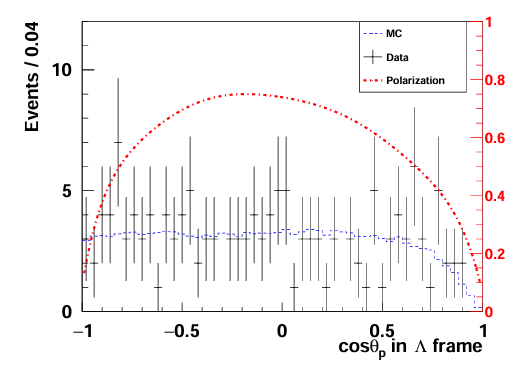 Events / 0.04
10
5
0
MC
Data
Polarization
1
0.8
0.6
0.4
0.2
0
−1
−0.5
0
0.5
1
cosθp in Λ frame